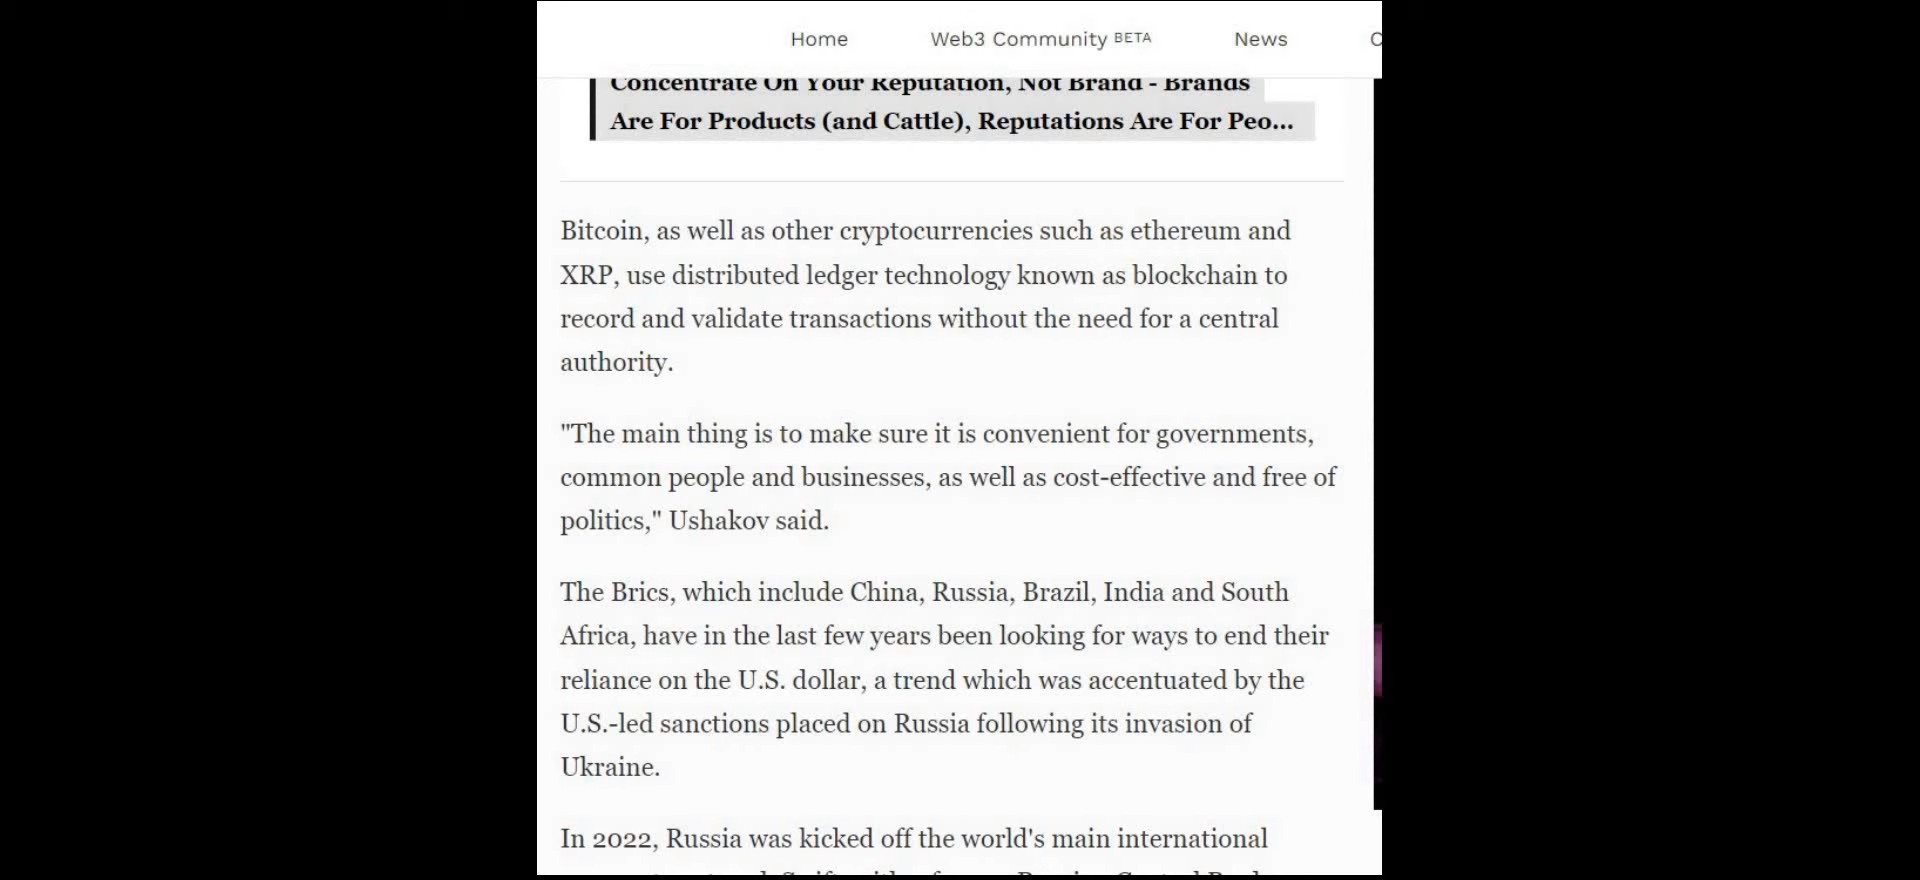 Home Web3 Community BETA News
Concentrate On Your Reputation, Not Brand - Brands
Are For Products (and Cattle), Reputations Are For Peo...
Bitcoin, as well as other cryptocurrencies such as ethereum and
XRP, use distributed ledger technology known as blockchain to
record and validate transactions without the need for a central
authority.
"The main thing is to make sure it is convenient for governments,
common people and businesses, as well as cost-effective and free of
politics," Ushakov said.
The Brics, which include China, Russia, Brazil, India and South
Africa, have in the last few years been looking for ways to end their
reliance on the U.S. dollar, a trend which was accentuated by the
U.S.-led sanctions placed on Russia following its invasion of
Ukraine.
In 2022, Russia was kicked off the world's main international